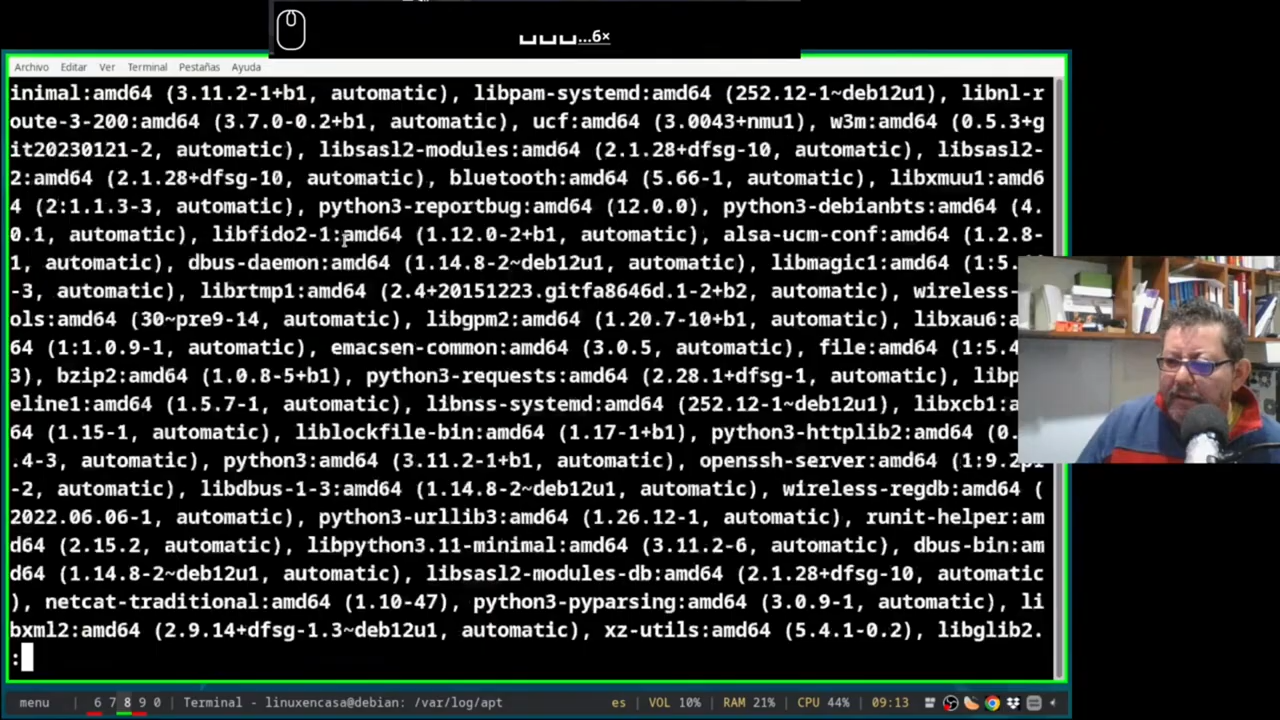 …6×
Archivo Editar Ver Terminal Pestañas Ayuda
inimal:amd64 (3.11.2-1+b1, automatic), libpam-systemd:amd64 (252.12-1~deb12u1), libnl-r
oute-3-200:amd64 (3.7.0-0.2+b1, automatic), ucf:amd64 (3.0043+nmu1), w3m:amd64 (0.5.3+g
it20230121-2, automatic), libsasl2-modules:amd64 (2.1.28+dfsg-10, automatic), libsasl2-
2:amd64 (2.1.28+dfsg-10, automatic), bluetooth:amd64 (5.66-1, automatic), libxmuu1:amd6
4 (2:1.1.3-3, automatic), python3-reportbug:amd64 (12.0.0), python3-debianbts:amd64 (4.
0.1, automatic), libfido2-1:amd64 (1.12.0-2+b1, automatic), alsa-ucm-conf:amd64 (1.2.8-
1, automatic), dbus-daemon:amd64 (1.14.8-2~deb12u1, automatic), libmagic1:amd64 (1:5.
-3, automatic), librtmp1:amd64 (2.4+20151223.gitfa8646d.1-2+b2, automatic), wireless-
ols:amd64 (30~pre9-14, automatic), libgpm2:amd64 (1.20.7-10+b1, automatic), libxau6:a
64 (1:1.0.9-1, automatic), emacsen-common:amd64 (3.0.5, automatic), file:amd64 (1:5.4
3), bzip2:amd64 (1.0.8-5+b1), python3-requests:amd64 (2.28.1+dfsg-1, automatic), libp
eline1:amd64 (1.5.7-1, automatic), libnss-systemd:amd64 (252.12-1~deb12u1), libxcb1:a
64 (1.15-1, automatic), liblockfile-bin:amd64 (1.17-1+b1), python3-httplib2:amd64 (0.
.4-3, automatic), python3:amd64 (3.11.2-1+b1, automatic), openssh-server:amd64 (1:9.2p1
-2, automatic), libdbus-1-3:amd64 (1.14.8-2~deb12u1, automatic), wireless-regdb:amd64 (
2022.06.06-1, automatic), python3-urllib3:amd64 (1.26.12-1, automatic), runit-helper:am
d64 (2.15.2, automatic), libpython3.11-minimal:amd64 (3.11.2-6, automatic), dbus-bin:am
d64 (1.14.8-2~deb12u1, automatic), libsasl2-modules-db:amd64 (2.1.28+dfsg-10, automatic
), netcat-traditional:amd64 (1.10-47), python3-pyparsing:amd64 (3.0.9-1, automatic), li
bxml2:amd64 (2.9.14+dfsg-1.3~deb12u1, automatic), xz-utils:amd64 (5.4.1-0.2), libglib2.
:
menu | 6 7 8 9 0 | Terminal - linuxencasa@debian: /var/log/apt es | VOL 10% | RAM 21% | CPU 44% | 09:13